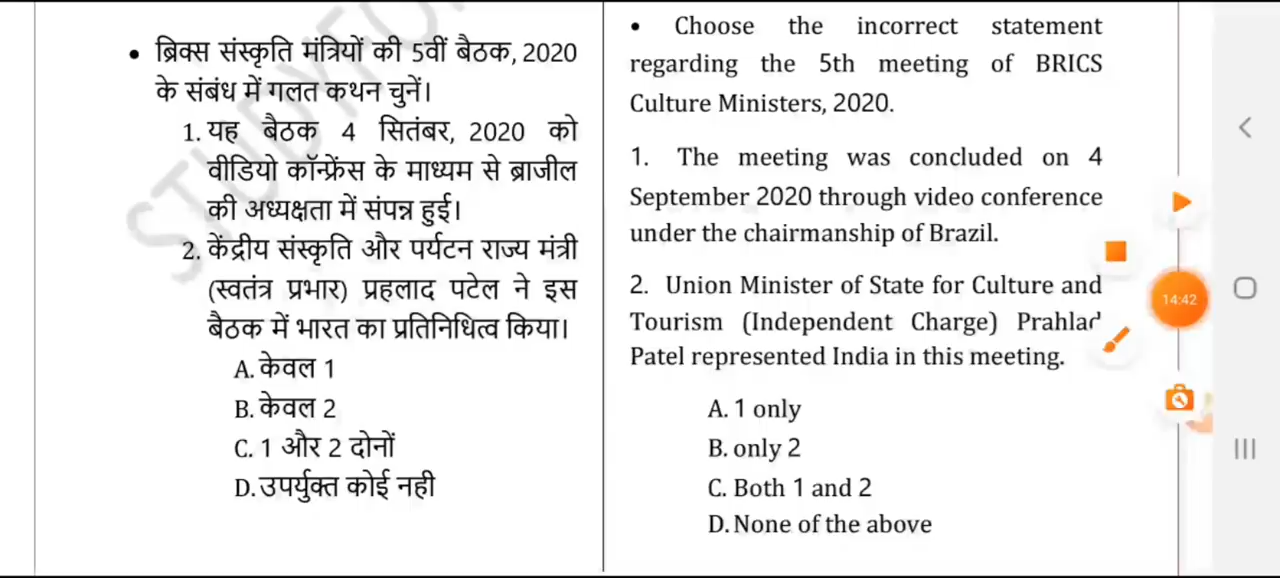 • ब्रिक्स संस्कृति मंत्रियों की 5वीं बैठक, 2020
के संबंध में गलत कथन चुनें।
1. यह बैठक 4 सितंबर, 2020 को
वीडियो कॉन्फ्रेंस के माध्यम से ब्राजील
की अध्यक्षता में संपन्न हुई।
2. केंद्रीय संस्कृति और पर्यटन राज्य मंत्री
(स्वतंत्र प्रभार) प्रहलाद पटेल ने इस
बैठक में भारत का प्रतिनिधित्व किया।
A. केवल 1
B. केवल 2
C. 1 और 2 दोनों
D. उपर्युक्त कोई नही
• Choose the incorrect statement
regarding the 5th meeting of BRICS
Culture Ministers, 2020.
1. The meeting was concluded on 4
September 2020 through video conference
under the chairmanship of Brazil.
2. Union Minister of State for Culture and
Tourism (Independent Charge) Prahlad
Patel represented India in this meeting.
A. 1 only
B. only 2
C. Both 1 and 2
D. None of the above
14:42